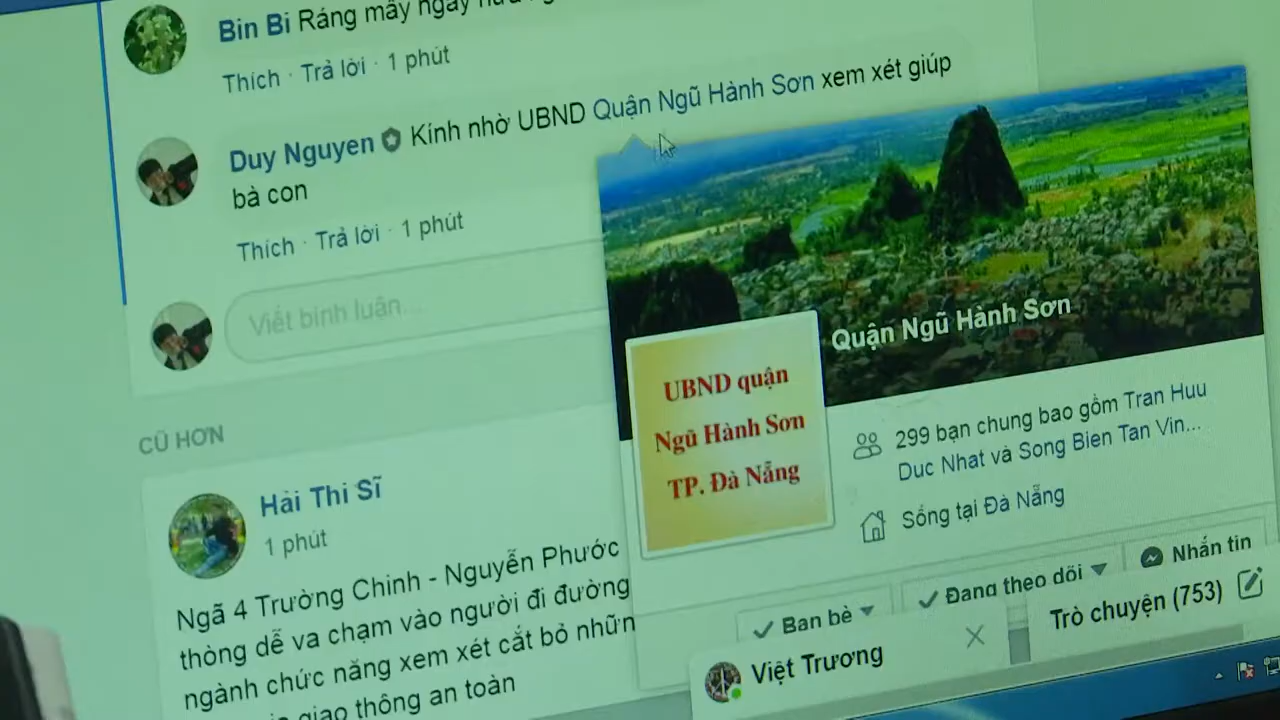 Bin Bi Ráng mấy ngày
Thích · Trả lời · 1 phút
Duy Nguyen Kính nhờ UBND Quận Ngũ Hành Sơn xem xét giúp
bà con
Thích · Trả lời · 1 phút
Viết bình luận...
Quận Ngũ Hành Sơn
UBND quận
Ngũ Hành Sơn
TP. Đà Nẵng
299 bạn chung bao gồm Tran Huu
Duc Nhat và Song Bien Tan Vin...
Sống tại Đà Nẵng
Bạn bè
Đang theo dõi
Nhắn tin
CŨ HƠN
Hải Thi Sĩ
1 phút
Ngã 4 Trường Chinh - Nguyễn Phước
thòng dễ va chạm vào người đi đường
ngành chức năng xem xét cắt bỏ nhữn
giao thông an toàn
Việt Trương
Trò chuyện (753)